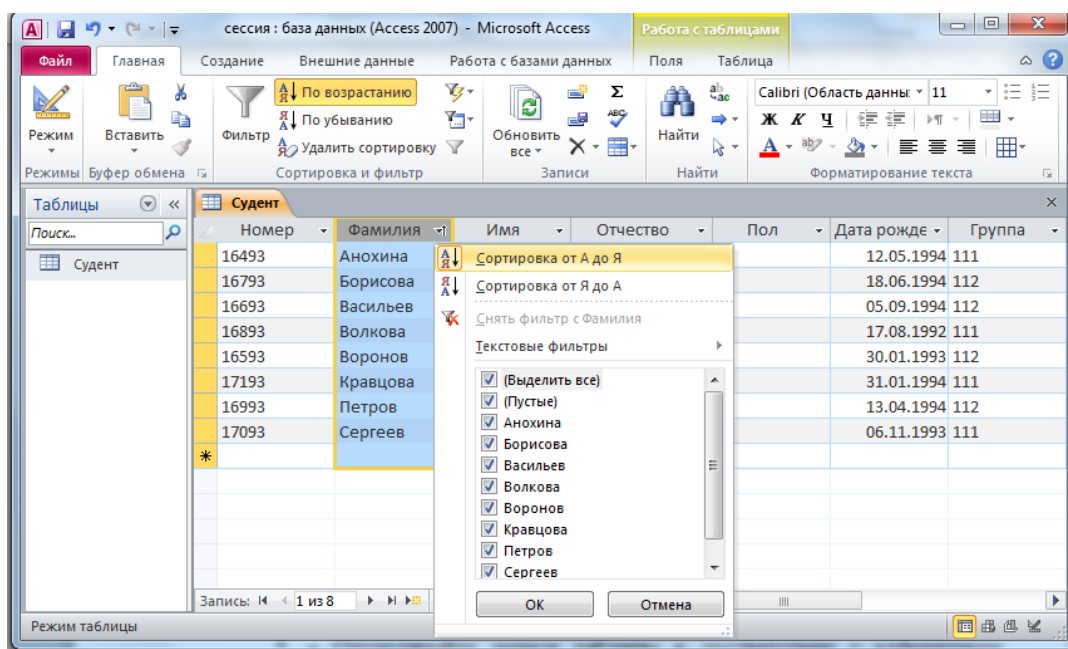 сессия : база данных (Access 2007) - Microsoft Access
Работа с таблицами
Файл Главная Создание Внешние данные Работа с базами данных Поля Таблица
Режим
Вставить
Фильтр
По возрастанию
По убыванию
Удалить сортировку
Обновить все
Найти
Calibri (Область данны 11
Ж К Ч
Режимы Буфер обмена Сортировка и фильтр Записи Найти Форматирование текста
Таблицы
Поиск...
Судент
Судент
Номер Фамилия Имя Отчество Пол Дата рожде Группа
16493 Анохина 12.05.1994 111
16793 Борисова 18.06.1994 112
16693 Васильев 05.09.1994 112
16893 Волкова 17.08.1992 111
16593 Воронов 30.01.1993 112
17193 Кравцова 31.01.1994 111
16993 Петров 13.04.1994 112
17093 Сергеев 06.11.1993 111
Сортировка от А до Я
Сортировка от Я до А
Снять фильтр с Фамилия
Текстовые фильтры
(Выделить все)
(Пустые)
Анохина
Борисова
Васильев
Волкова
Воронов
Кравцова
Петров
Сергеев
ОК Отмена
Запись: 1 из 8
Режим таблицы